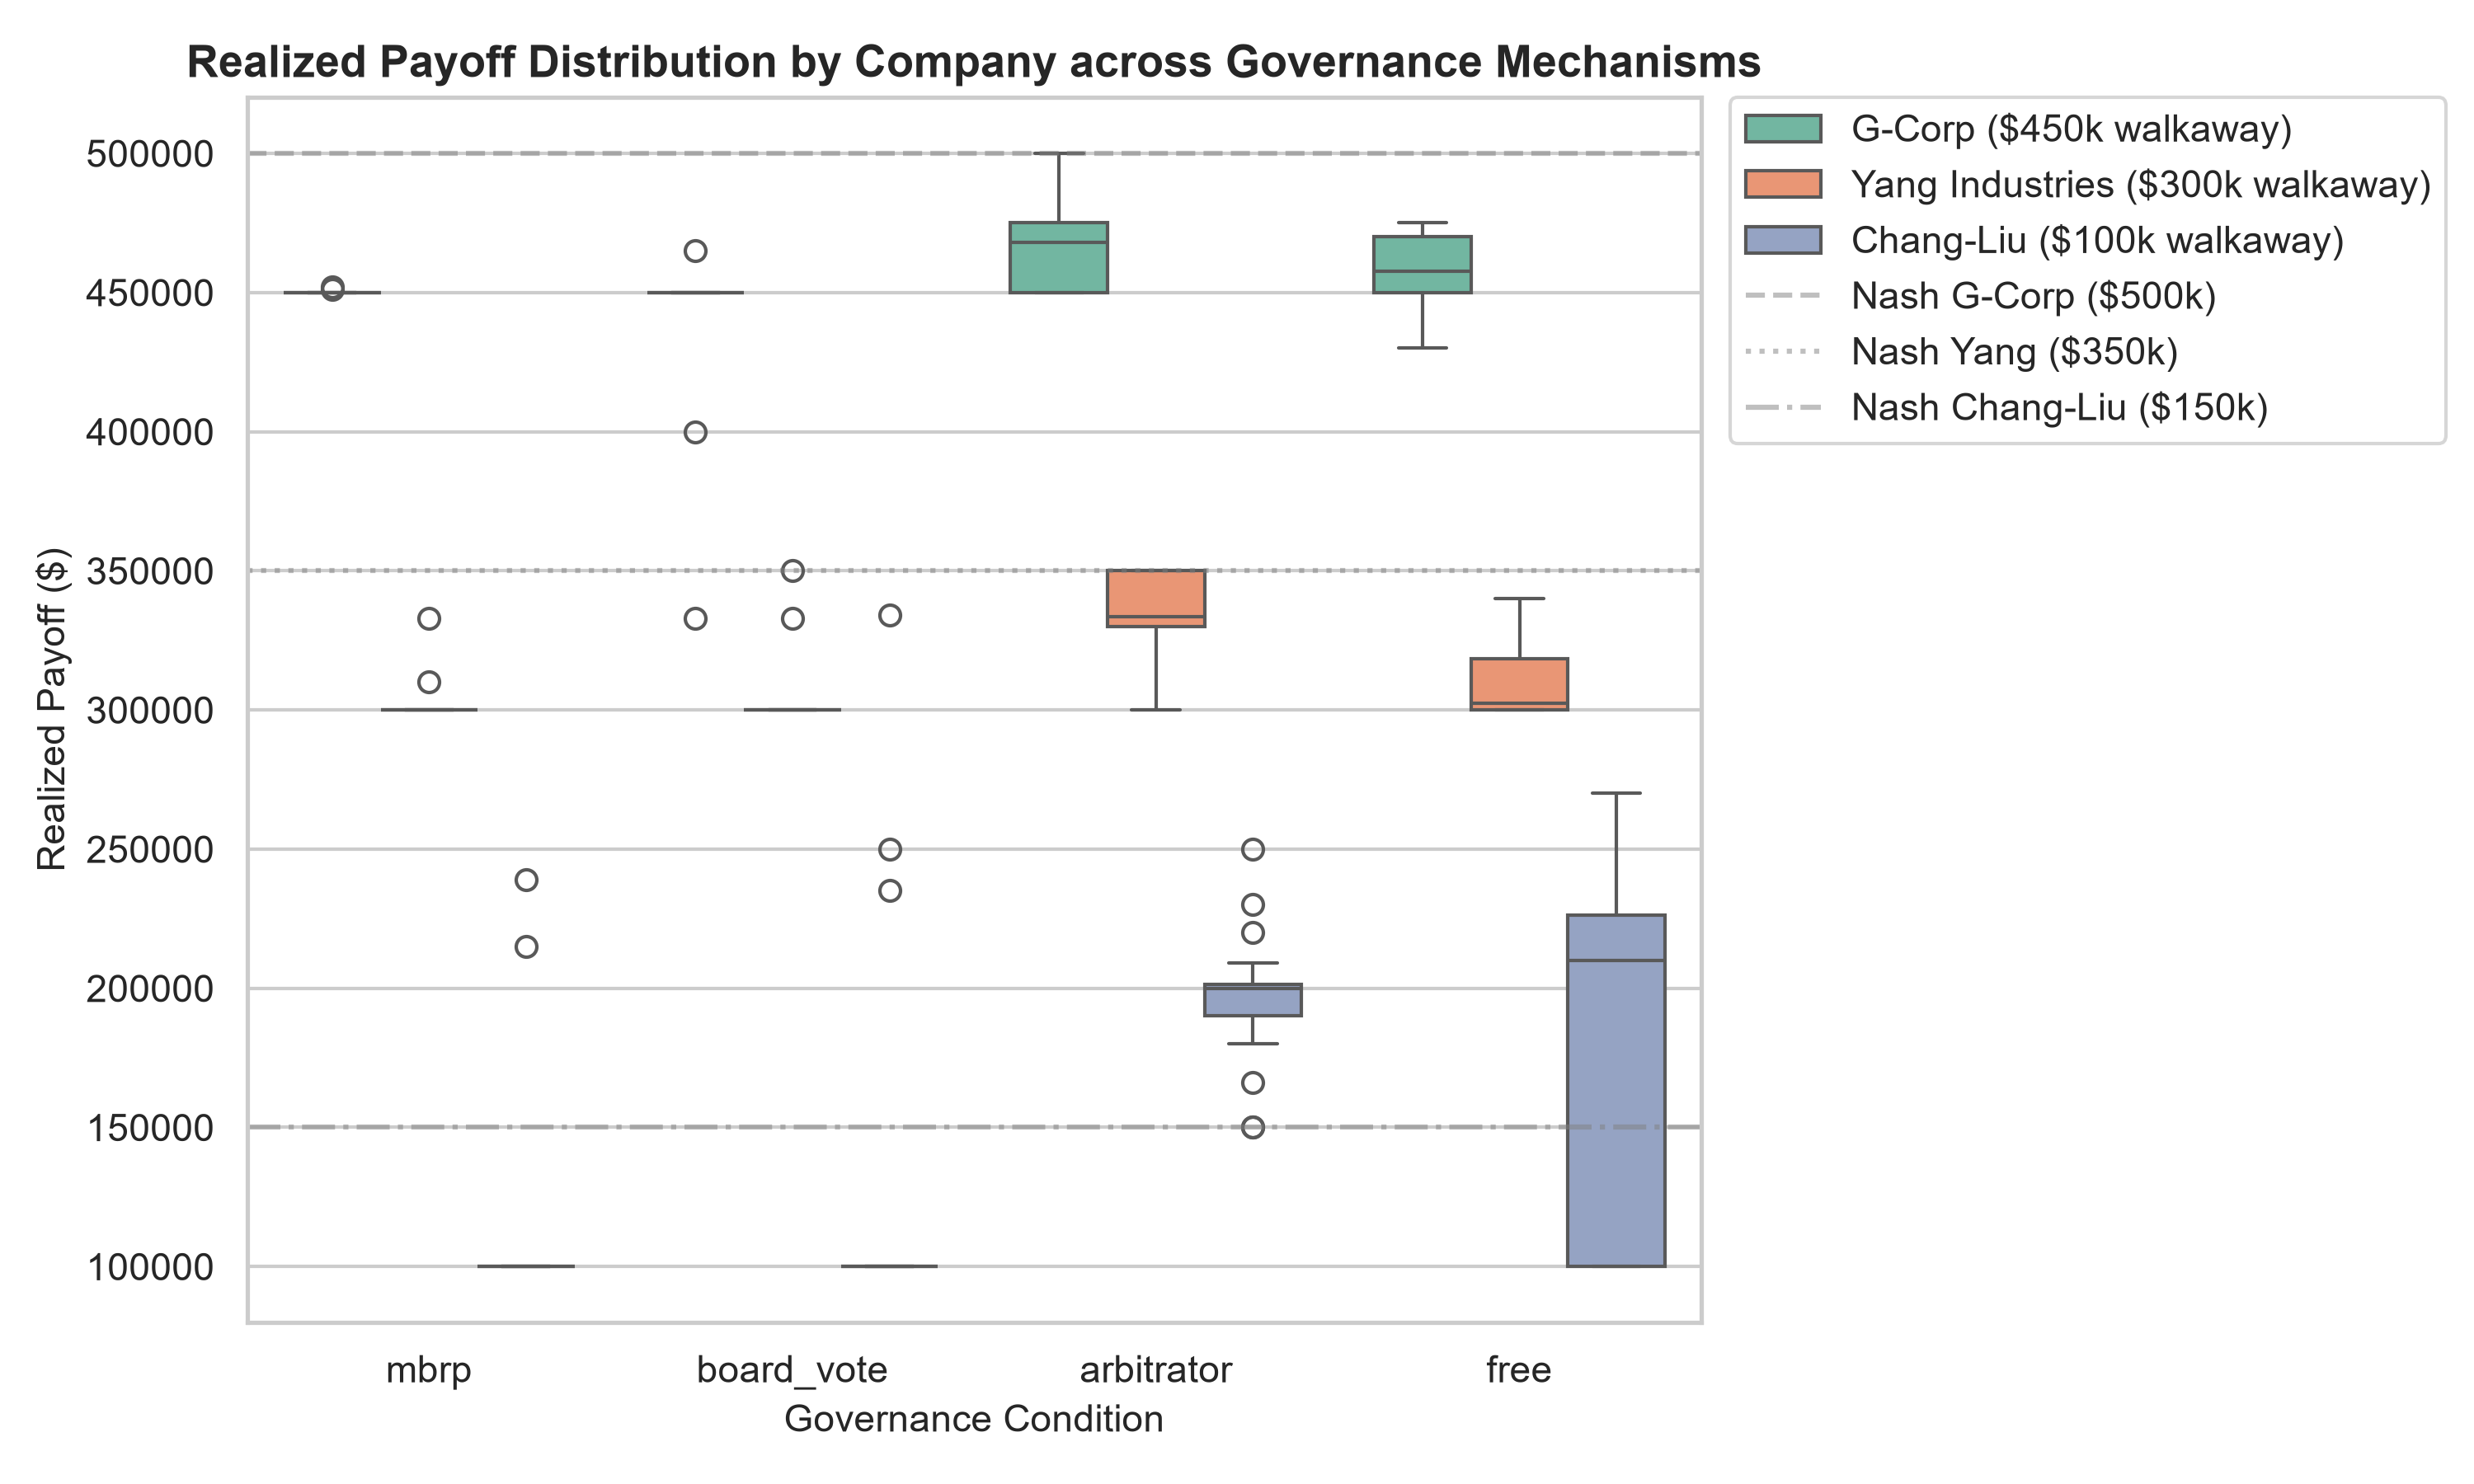 Realized Payoff Distribution by Company across Governance Mechanisms
G-Corp ($450k walkaway)
Yang Industries ($300k walkaway)
Chang-Liu ($100k walkaway)
Nash G-Corp ($500k)
Nash Yang ($350k)
Nash Chang-Liu ($150k)
Realized Payoff ($)
500000
450000
400000
350000
300000
250000
200000
150000
100000
mbrp board_vote arbitrator free
Governance Condition